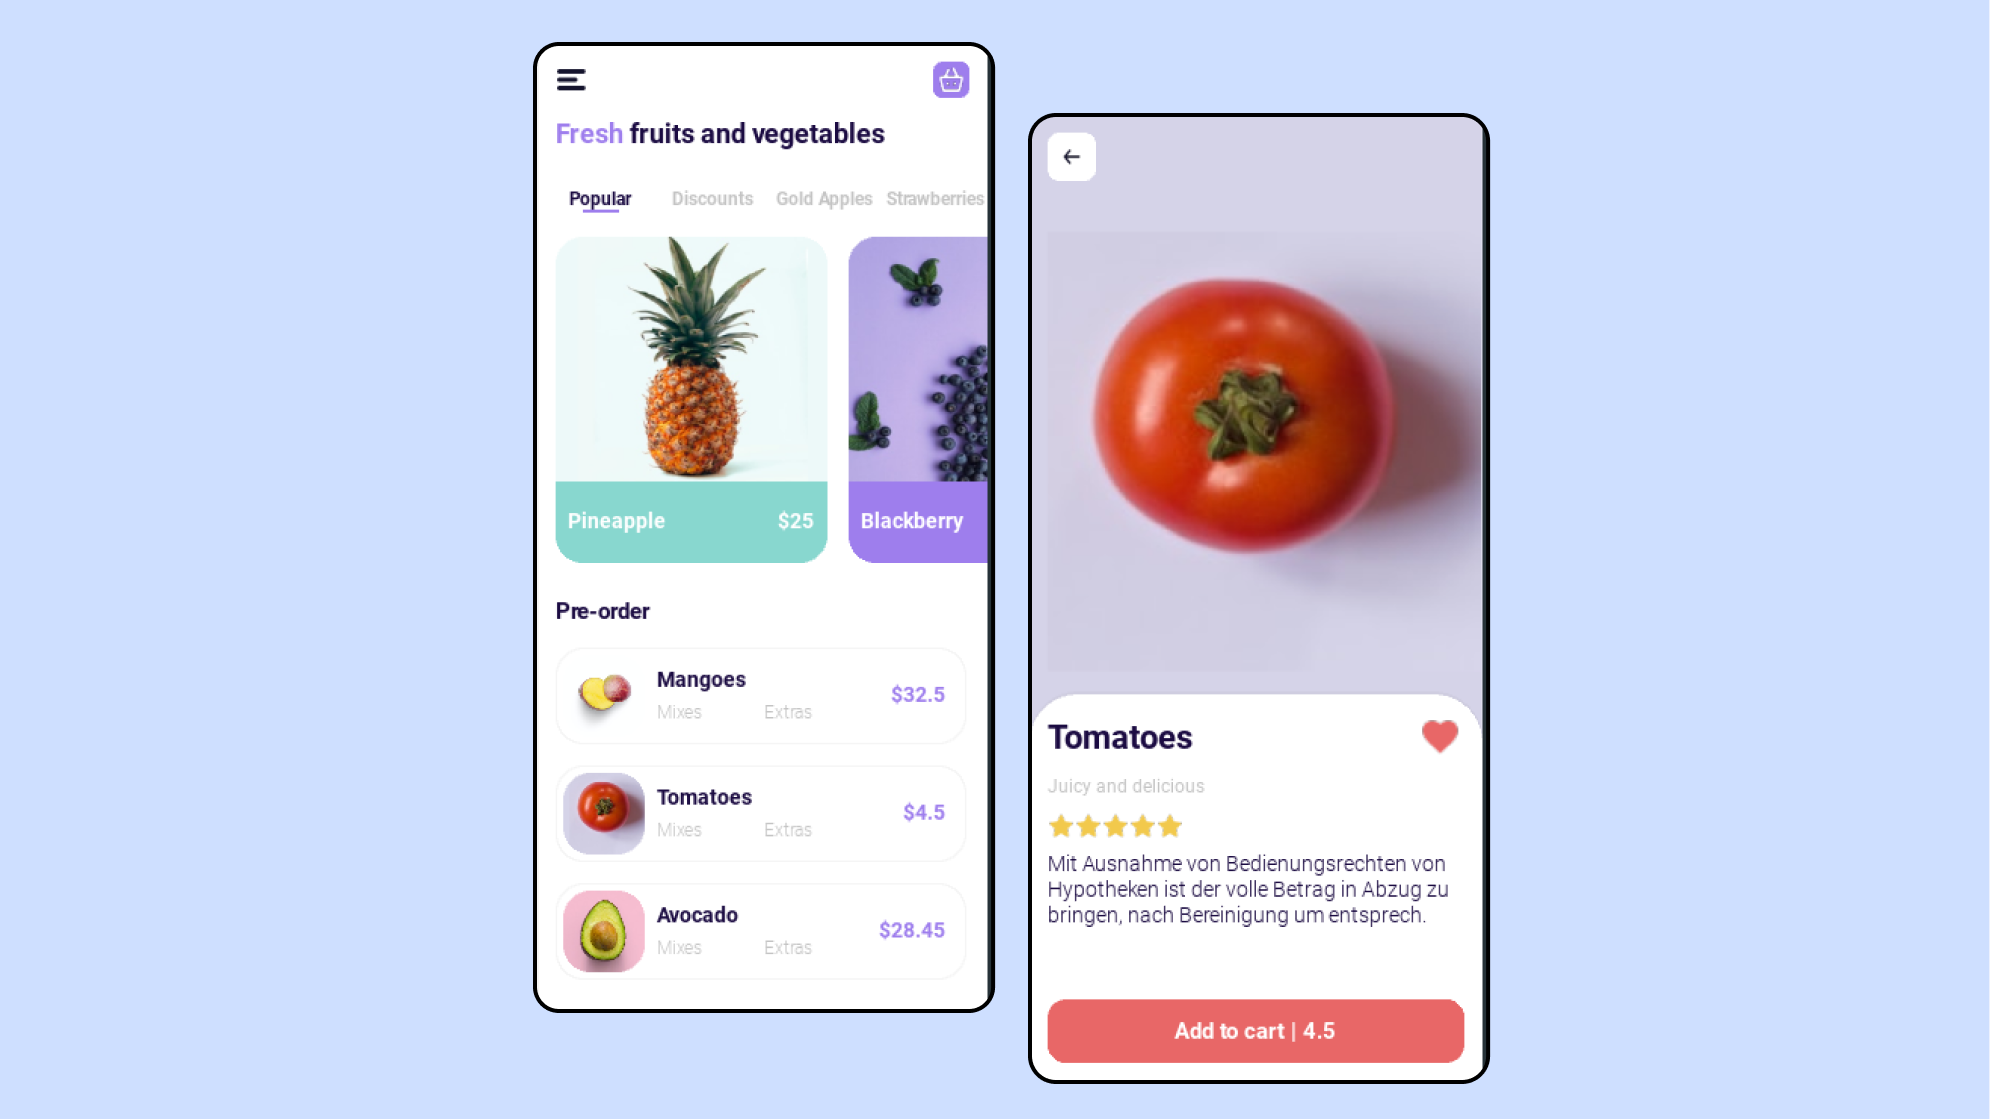 Fresh fruits and vegetables
Popular Discounts Gold Apples Strawberries
Pineapple $25
Blackberry
Pre-order
Mangoes
Mixes Extras
$32.5
Tomatoes
Mixes Extras
$4.5
Avocado
Mixes Extras
$28.45
Tomatoes
Juicy and delicious
Mit Ausnahme von Bedienungsrechten von
Hypotheken ist der volle Betrag in Abzug zu
bringen, nach Bereinigung um entsprech.
Add to cart | 4.5